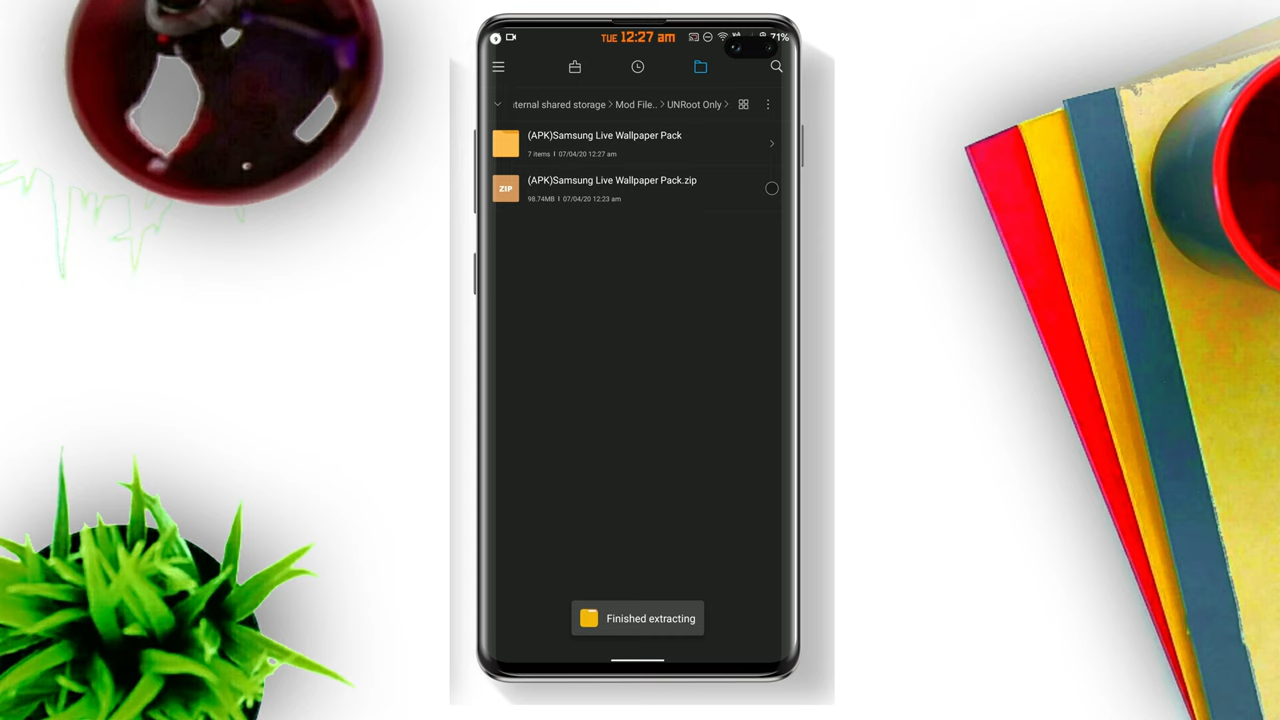 TUE 12:27 am 71%
ternal shared storage > Mod File.. > UNRoot Only >
(APK)Samsung Live Wallpaper Pack
7 items | 07/04/20 12:27 am
ZIP
(APK)Samsung Live Wallpaper Pack.zip
98.74MB | 07/04/20 12:23 am
Finished extracting